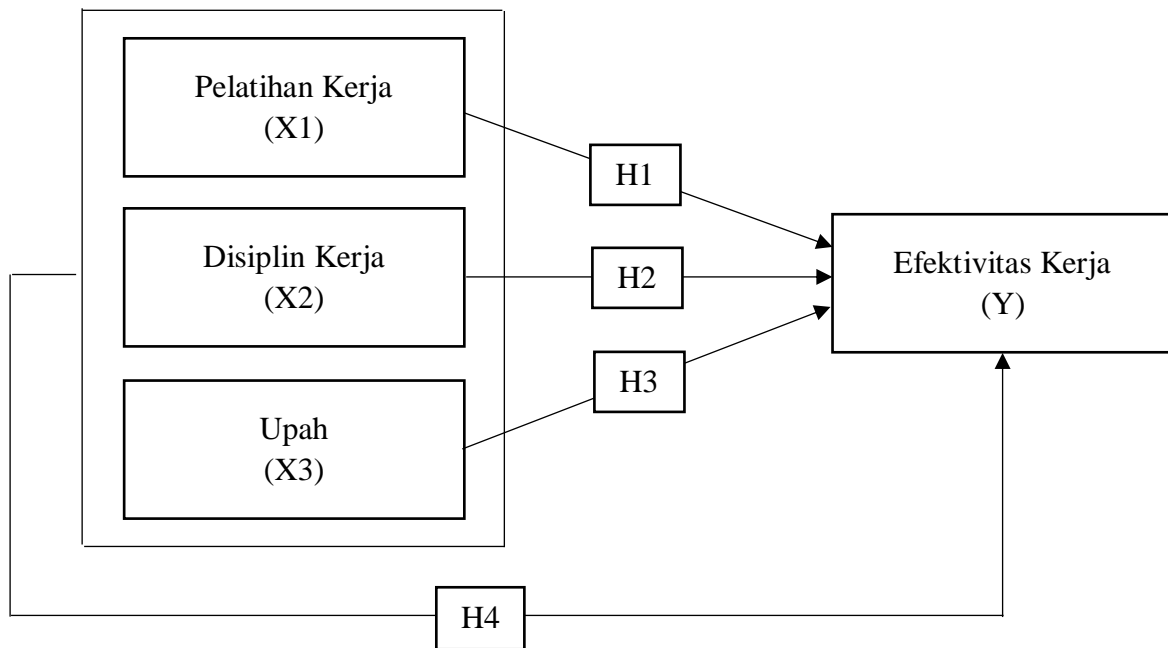 Pelatihan Kerja
(X1)
H1
Disiplin Kerja
(X2)
H2
Efektivitas Kerja
(Y)
Upah
(X3)
H3
H4